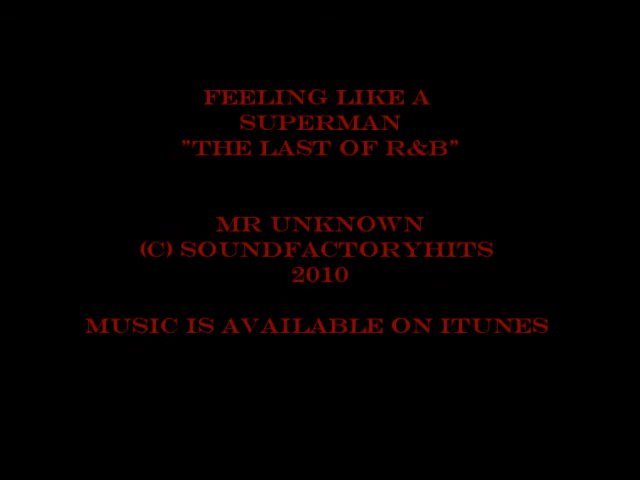 FEELING LIKE A
SUPERMAN
"THE LAST OF R&B"
MR UNKNOWN
(C) SOUNDFACTORYHITS
2010
MUSIC IS AVAILABLE ON ITUNES